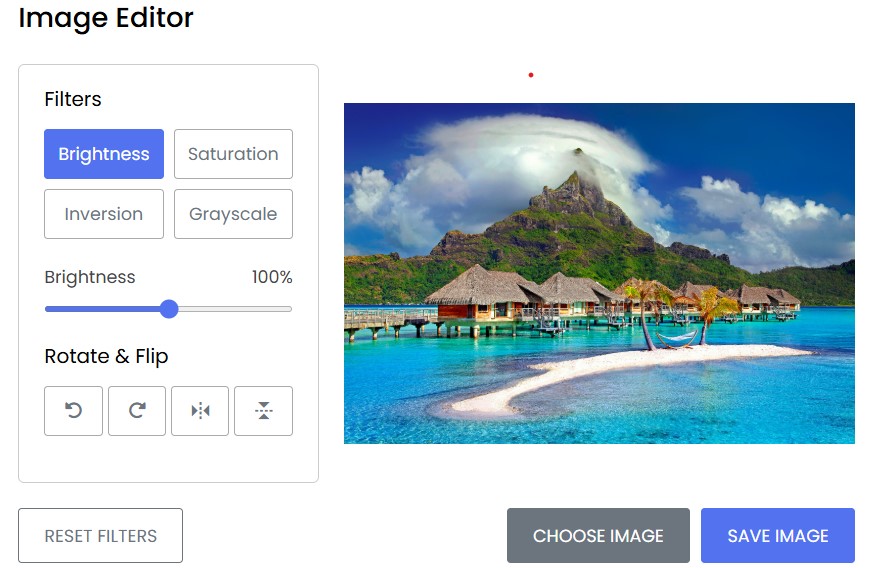 Image Editor
Filters
Brightness Saturation
Inversion Grayscale
Brightness 100%
Rotate & Flip
RESET FILTERS CHOOSE IMAGE SAVE IMAGE